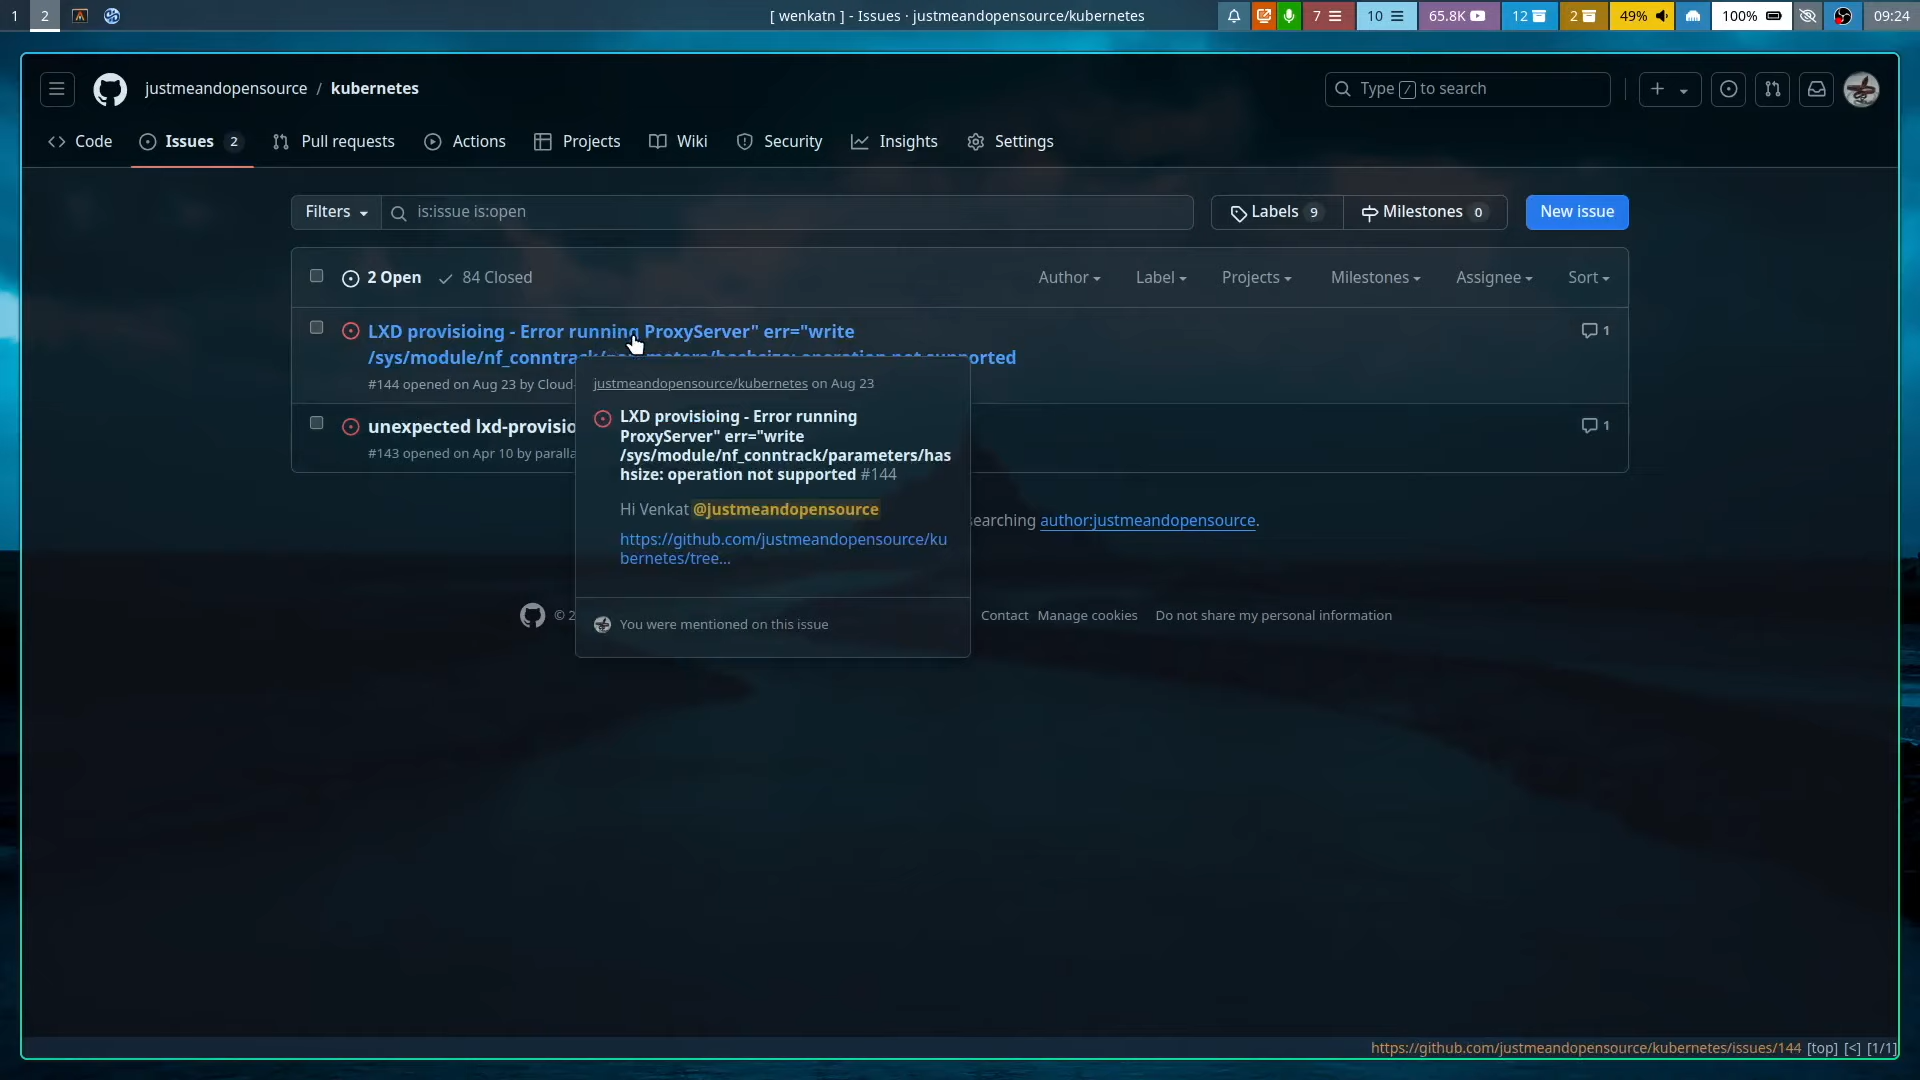 1 2 [ wenkatn ] - Issues · justmeandopensource/kubernetes 7 10 65.8K 12 2 49% 100% 09:24
justmeandopensource / kubernetes Type / to search
Code Issues 2 Pull requests Actions Projects Wiki Security Insights Settings
Filters is:issue is:open Labels 9 Milestones 0 New issue
2 Open 84 Closed Author Label Projects Milestones Assignee Sort
LXD provisioing - Error running ProxyServer" err="write 1
/sys/module/nf_conntrack/parameters/hashsize: operation not supported
#144 opened on Aug 23 by Cloud-
justmeandopensource/kubernetes on Aug 23
LXD provisioing - Error running
ProxyServer" err="write
/sys/module/nf_conntrack/parameters/has
hsize: operation not supported #144
Hi Venkat @justmeandopensource
https://github.com/justmeandopensource/ku
bernetes/tree...
You were mentioned on this issue
unexpected lxd-provisio 1
#143 opened on Apr 10 by paralla
earching author:justmeandopensource.
© 2 Contact Manage cookies Do not share my personal information
https://github.com/justmeandopensource/kubernetes/issues/144 [top] [<] [1/1]